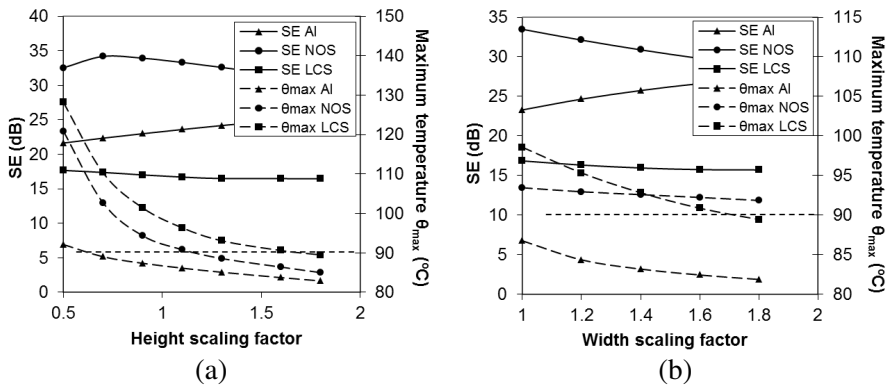 40
35
30
25
20
15
10
5
0
SE (dB)
0.5
1
1.5
2
Height scaling factor
150
140
130
120
110
100
90
80
Maximum temperature θmax (ºC)
SE Al
SE NOS
SE LCS
θmax Al
θmax NOS
θmax LCS
(a)
35
30
25
20
15
10
5
0
SE (dB)
1
1.2
1.4
1.6
1.8
2
Width scaling factor
115
110
105
100
95
90
85
80
Maximum temperature θmax (ºC)
SE Al
SE NOS
SE LCS
θmax Al
θmax NOS
θmax LCS
(b)